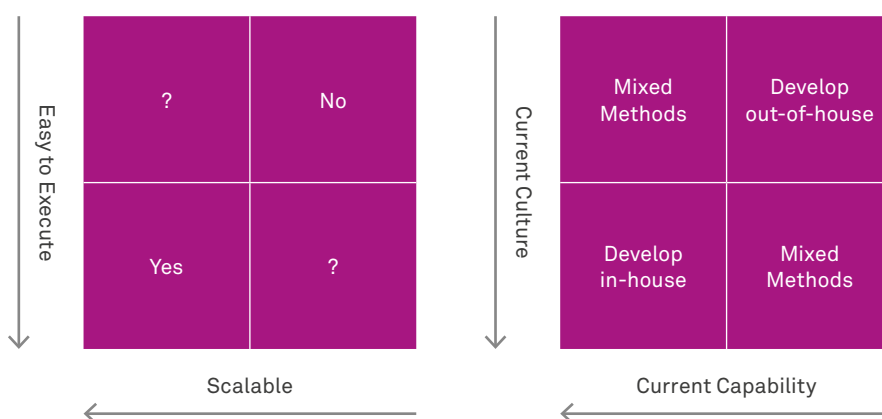 Easy to Execute
?
No
Yes
?
Scalable
Current Culture
Mixed
Methods
Develop
out-of-house
Develop
in-house
Mixed
Methods
Current Capability